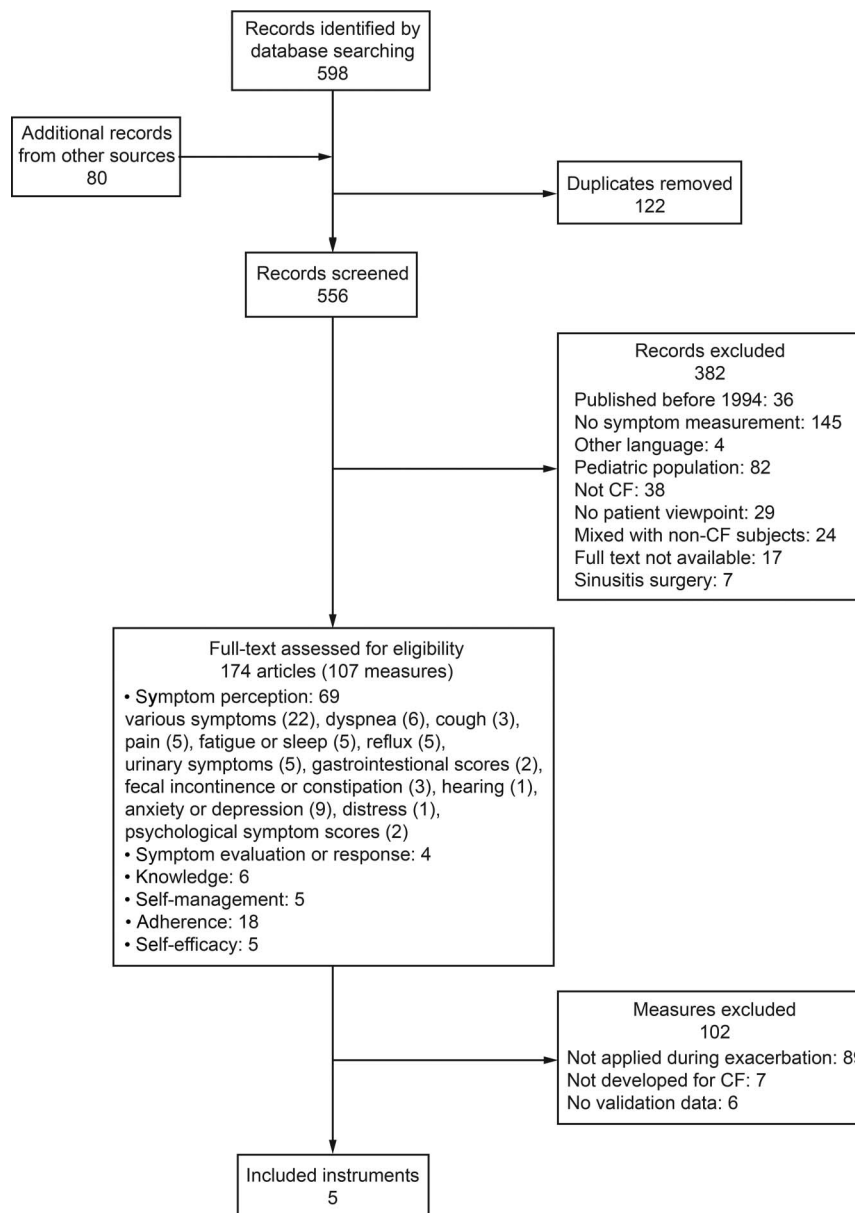 Records identified by
database searching
598
Additional records
from other sources
80
Duplicates removed
122
Records screened
556
Records excluded
382
Published before 1994: 36
No symptom measurement: 145
Other language: 4
Pediatric population: 82
Not CF: 38
No patient viewpoint: 29
Mixed with non-CF subjects: 24
Full text not available: 17
Sinusitis surgery: 7
Full-text assessed for eligibility
174 articles (107 measures)
• Symptom perception: 69
various symptoms (22), dyspnea (6), cough (3),
pain (5), fatigue or sleep (5), reflux (5),
urinary symptoms (5), gastrointestional scores (2),
fecal incontinence or constipation (3), hearing (1),
anxiety or depression (9), distress (1),
psychological symptom scores (2)
• Symptom evaluation or response: 4
• Knowledge: 6
• Self-management: 5
• Adherence: 18
• Self-efficacy: 5
Measures excluded
102
Not applied during exacerbation: 89
Not developed for CF: 7
No validation data: 6
Included instruments
5